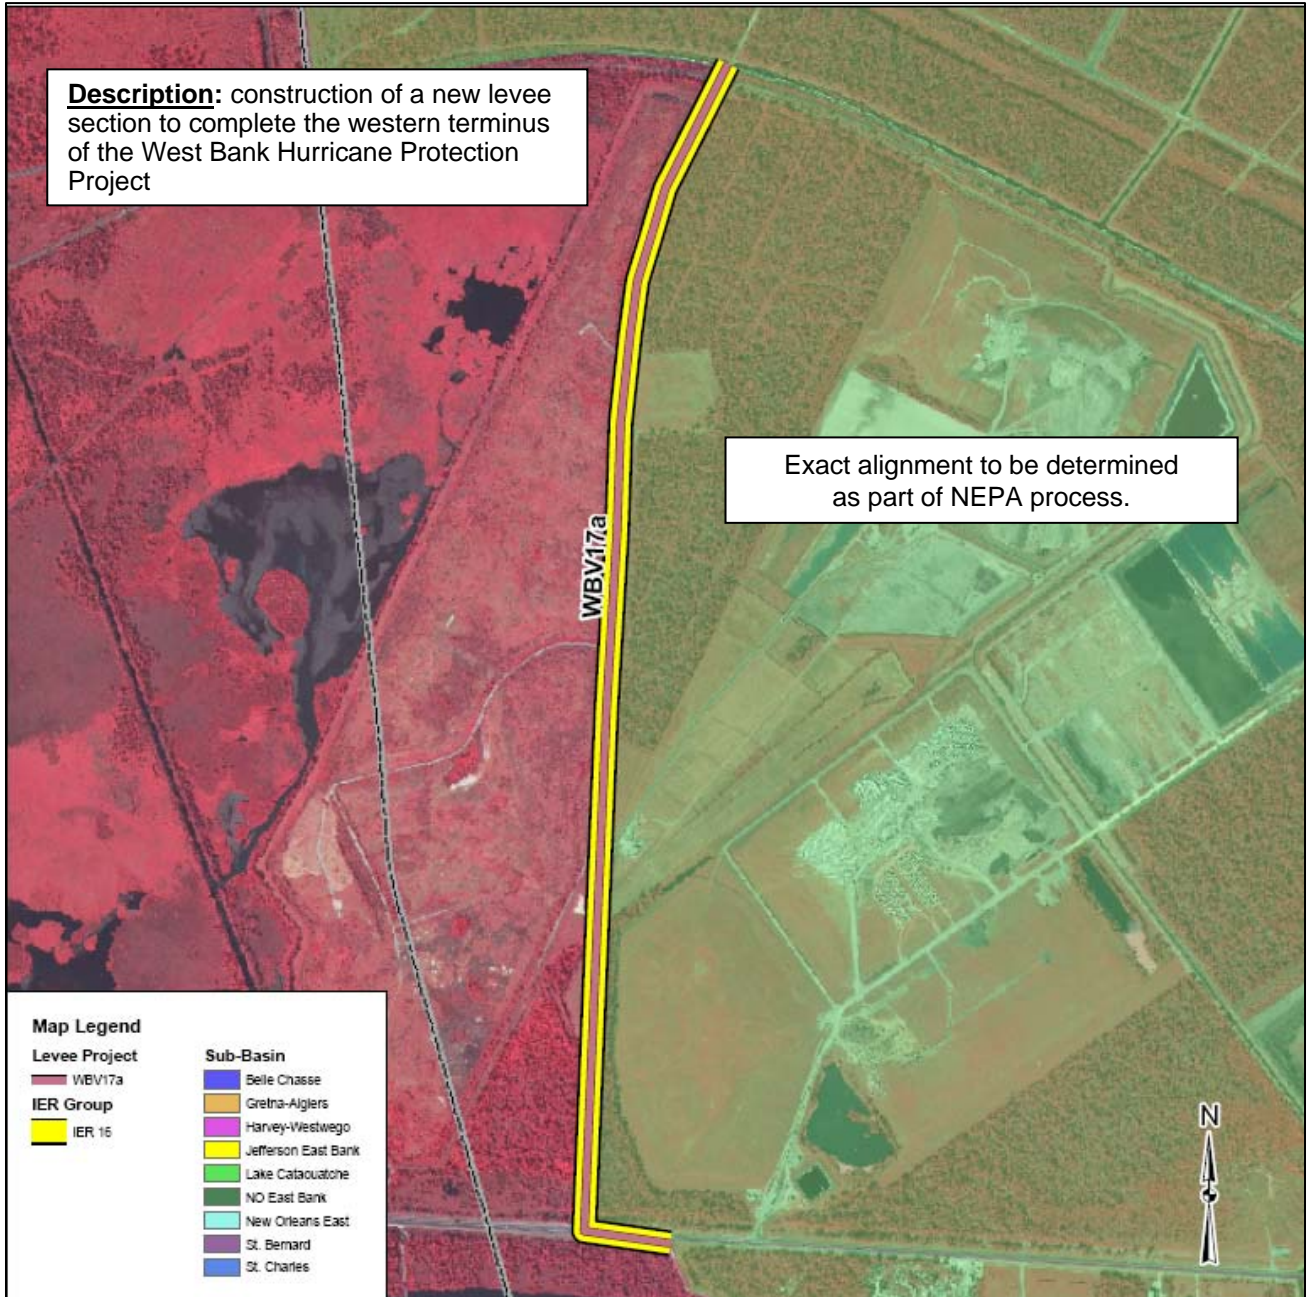 Description: construction of a new levee
section to complete the western terminus
of the West Bank Hurricane Protection
Project
Exact alignment to be determined
as part of NEPA process.
WBV17a
Map Legend
Levee Project
WBV17a
IER Group
IER 16
Sub-Basin
Belle Chasse
Gretna-Algiers
Harvey-Westwego
Jefferson East Bank
Lake Cataouatche
NO East Bank
New Orleans East
St. Bernard
St. Charles
N